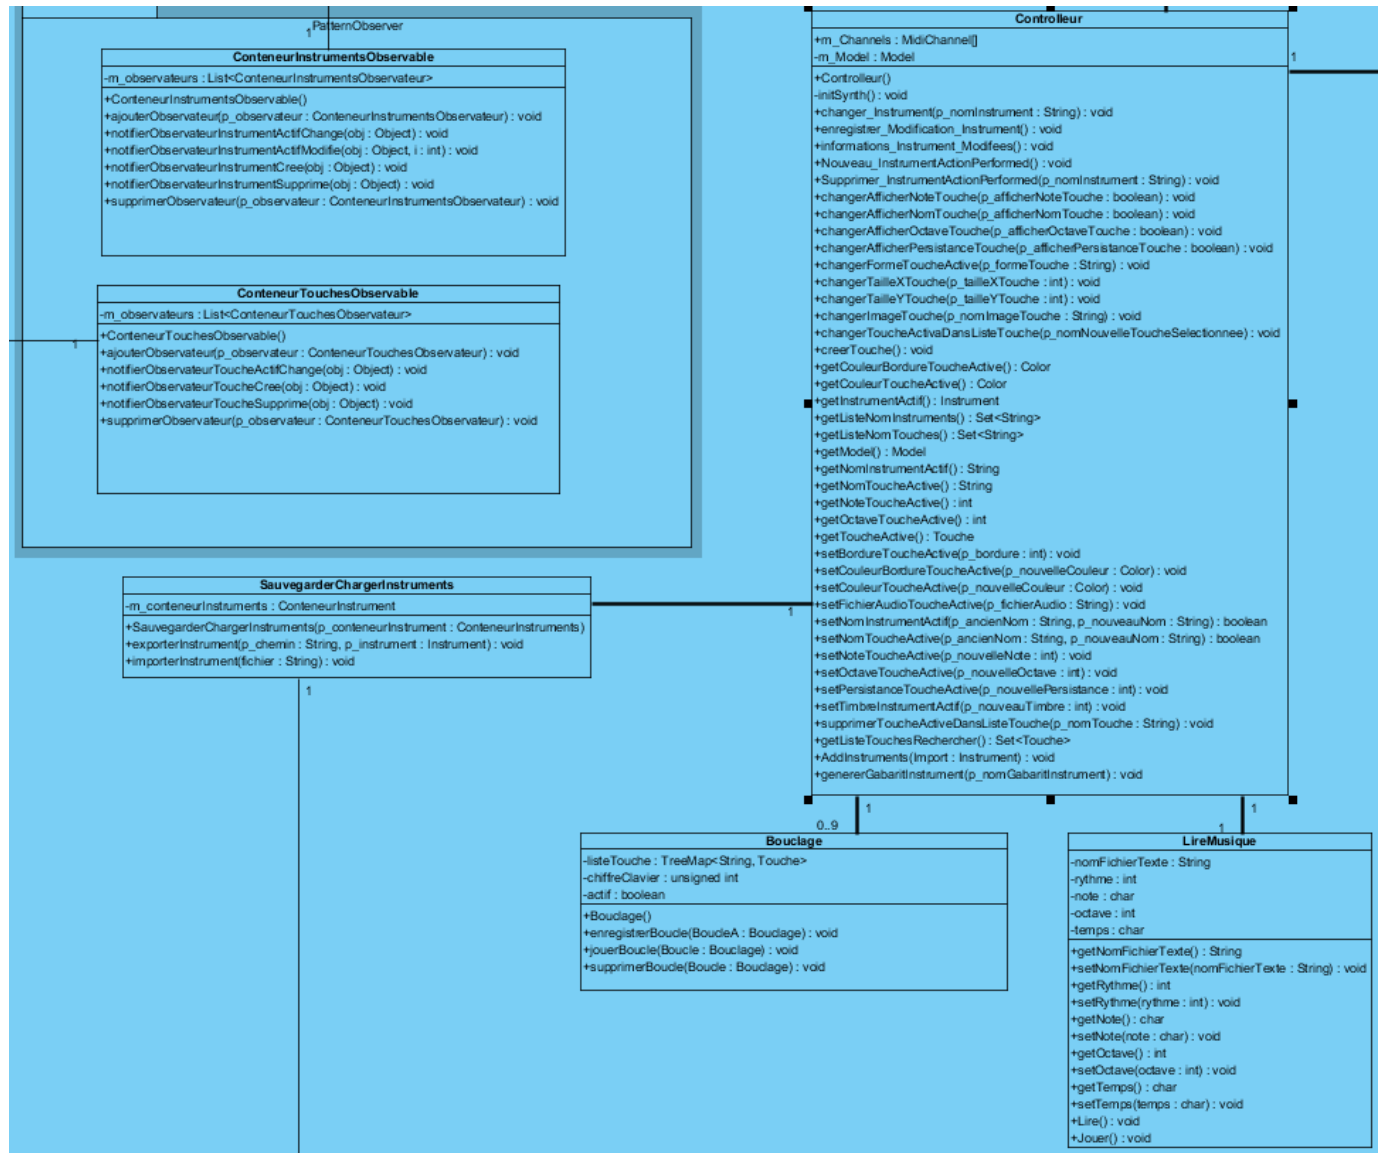 PatternObserver
1
ConteneurInstrumentsObservable
-m_observateurs : List<ConteneurInstrumentsObservateur>
+ConteneurInstrumentsObservable()
+ajouterObservateur(p_observateur : ConteneurInstrumentsObservateur) : void
+notifierObservateurInstrumentActifChange(obj : Object) : void
+notifierObservateurInstrumentActifModifie(obj : Object, i : int) : void
+notifierObservateurInstrumentCree(obj : Object) : void
+notifierObservateurInstrumentSupprime(obj : Object) : void
+supprimerObservateur(p_observateur : ConteneurInstrumentsObservateur) : void
ConteneurTouchesObservable
-m_observateurs : List<ConteneurTouchesObservateur>
+ConteneurTouchesObservable()
+ajouterObservateur(p_observateur : ConteneurTouchesObservateur) : void
+notifierObservateurToucheActifChange(obj : Object) : void
+notifierObservateurToucheCree(obj : Object) : void
+notifierObservateurToucheSupprime(obj : Object) : void
+supprimerObservateur(p_observateur : ConteneurTouchesObservateur) : void
1
SauvegarderChargerInstruments
-m_conteneurInstruments : ConteneurInstrument
+SauvegarderChargerInstruments(p_conteneurInstrument : ConteneurInstruments)
+exporterInstrument(p_chemin : String, p_instrument : Instrument) : void
+importerInstrument(fichier : String) : void
1
1
Controlleur
+m_Channels : MidiChannel[]
-m_Model : Model
+Controlleur()
-initSynth() : void
+changer_Instrument(p_nomInstrument : String) : void
+enregistrer_Modification_Instrument() : void
+informations_Instrument_Modifees() : void
+Nouveau_InstrumentActionPerformed() : void
+Supprimer_InstrumentActionPerformed(p_nomInstrument : String) : void
+changerAfficherNoteTouche(p_afficherNoteTouche : boolean) : void
+changerAfficherNomTouche(p_afficherNomTouche : boolean) : void
+changerAfficherOctaveTouche(p_afficherOctaveTouche : boolean) : void
+changerAfficherPersistanceTouche(p_afficherPersistanceTouche : boolean) : void
+changerFormeToucheActive(p_formeTouche : String) : void
+changerTailleXTouche(p_tailleXTouche : int) : void
+changerTailleYTouche(p_tailleYTouche : int) : void
+changerImageTouche(p_nomImageTouche : String) : void
+changerToucheActivaDansListeTouche(p_nomNouvelleToucheSelectionnee) : void
+creerTouche() : void
+getCouleurBordureToucheActive() : Color
+getCouleurToucheActive() : Color
+getInstrumentActif() : Instrument
+getListeNomInstruments() : Set<String>
+getListeNomTouches() : Set<String>
+getModel() : Model
+getNomInstrumentActif() : String
+getNomToucheActive() : String
+getNoteToucheActive() : int
+getOctaveToucheActive() : int
+getToucheActive() : Touche
+setBordureToucheActive(p_bordure : int) : void
+setCouleurBordureToucheActive(p_nouvelleCouleur : Color) : void
+setCouleurToucheActive(p_nouvelleCouleur : Color) : void
+setFichierAudioToucheActive(p_fichierAudio : String) : void
+setNomInstrumentActif(p_ancienNom : String, p_nouveauNom : String) : boolean
+setNomToucheActive(p_ancienNom : String, p_nouveauNom : String) : boolean
+setNoteToucheActive(p_nouvelleNote : int) : void
+setOctaveToucheActive(p_nouvelleOctave : int) : void
+setPersistanceToucheActive(p_nouvellePersistance : int) : void
+setTimbreInstrumentActif(p_nouveauTimbre : int) : void
+supprimerToucheActiveDansListeTouche(p_nomTouche : String) : void
+getListeTouchesRechercher() : Set<Touche>
+AddInstruments(Import : Instrument) : void
+genererGabaritInstrument(p_nomGabaritInstrument) : void
1
1
0..9
Bouclage
-listeTouche : TreeMap<String, Touche>
-chiffreClavier : unsigned int
-actif : boolean
+Bouclage()
+enregistrerBoucle(BoucleA : Bouclage) : void
+jouerBoucle(Boucle : Bouclage) : void
+supprimerBoucle(Boucle : Bouclage) : void
1
1
LireMusique
-nomFichierTexte : String
-rythme : int
-note : char
-octave : int
-temps : char
+getNomFichierTexte() : String
+setNomFichierTexte(nomFichierTexte : String) : void
+getRythme() : int
+setRythme(rythme : int) : void
+getNote() : char
+setNote(note : char) : void
+getOctave() : int
+setOctave(octave : int) : void
+getTemps() : char
+setTemps(temps : char) : void
+Lire() : void
+Jouer() : void